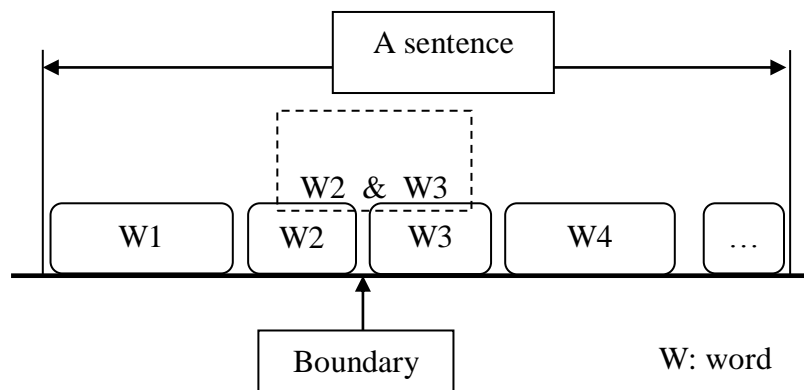 A sentence
W2 & W3
W1 W2 W3 W4 …
Boundary
W: word